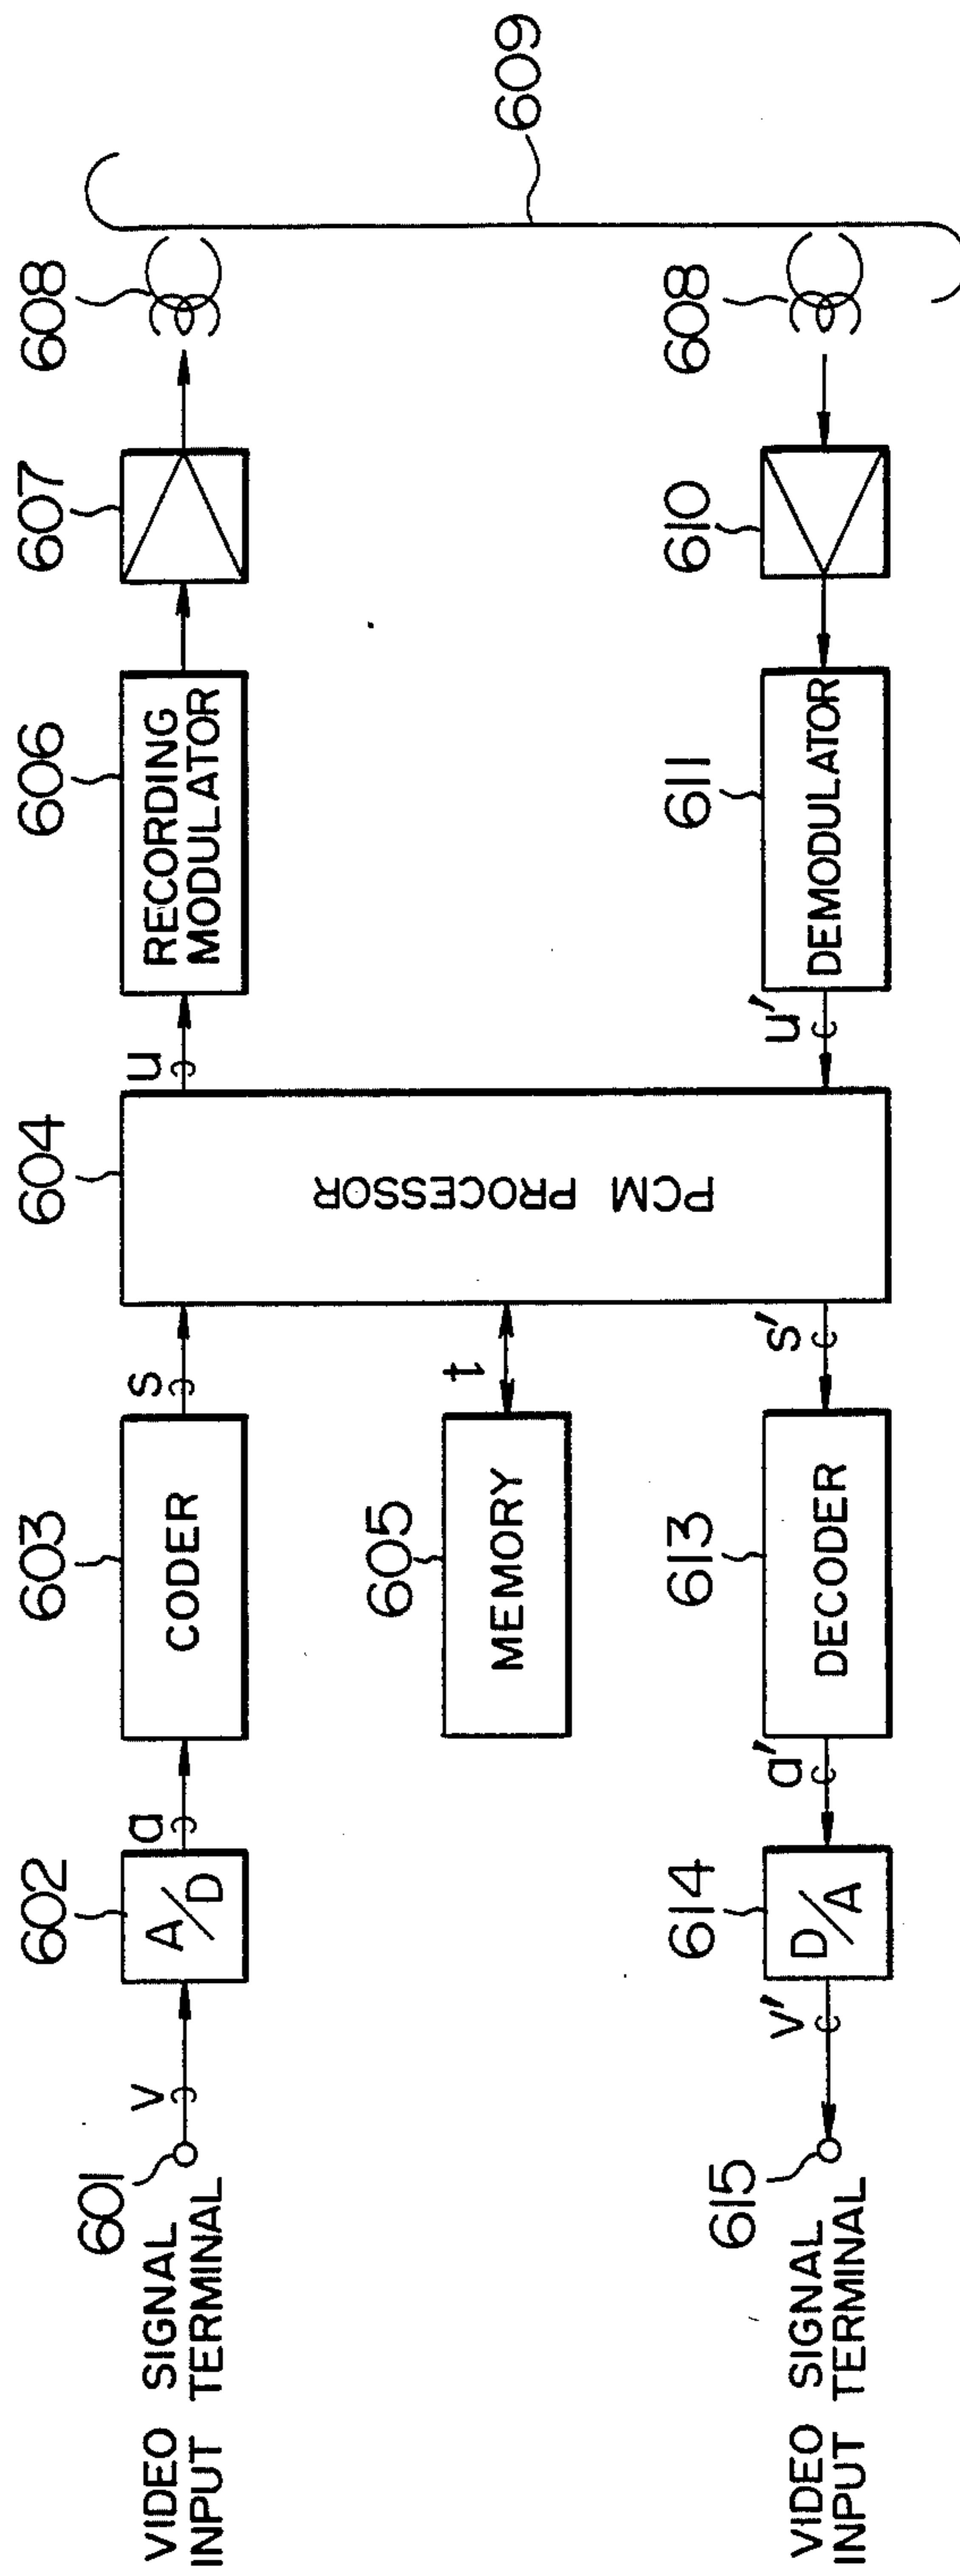 VIDEO SIGNAL
INPUT TERMINAL
601
v
602
A/D
a
603
CODER
s
604
PCM PROCESSOR
u
606
RECORDING
MODULATOR
607
608
609
605
MEMORY
t
VIDEO SIGNAL
INPUT TERMINAL
615
v'
614
D/A
a'
613
DECODER
s'
u'
611
DEMODULATOR
610
608